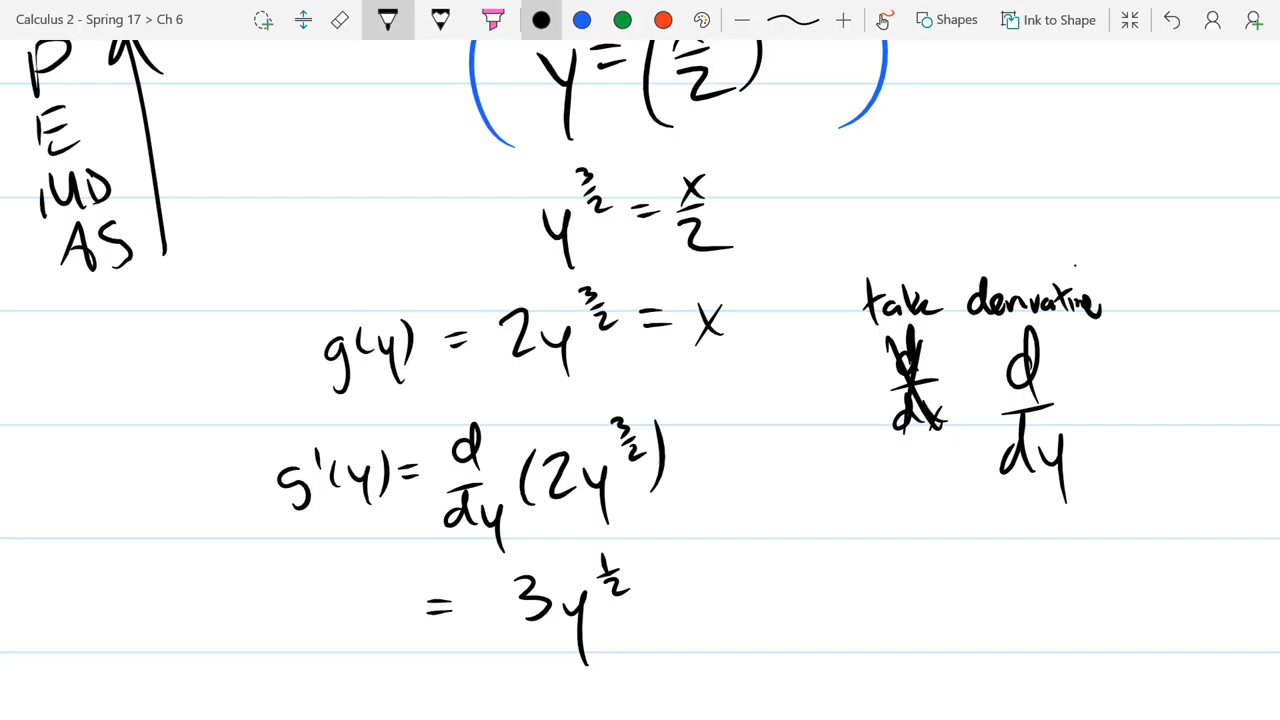 Calculus 2 - Spring 17 > Ch 6
Shapes
Ink to Shape
P
E
MD
AS
y = (x/2)
y^{3/2} = x/2
g(y) = 2y^{3/2} = x
take derivative
d/dx d/dy
g'(y) = d/dy (2y^{3/2})
= 3y^{1/2}